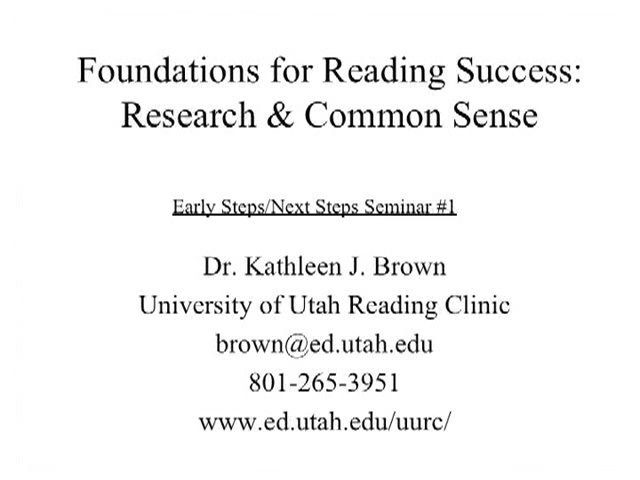 Foundations for Reading Success:
Research & Common Sense
Early Steps/Next Steps Seminar #1
Dr. Kathleen J. Brown
University of Utah Reading Clinic
brown@ed.utah.edu
801-265-3951
www.ed.utah.edu/uurc/